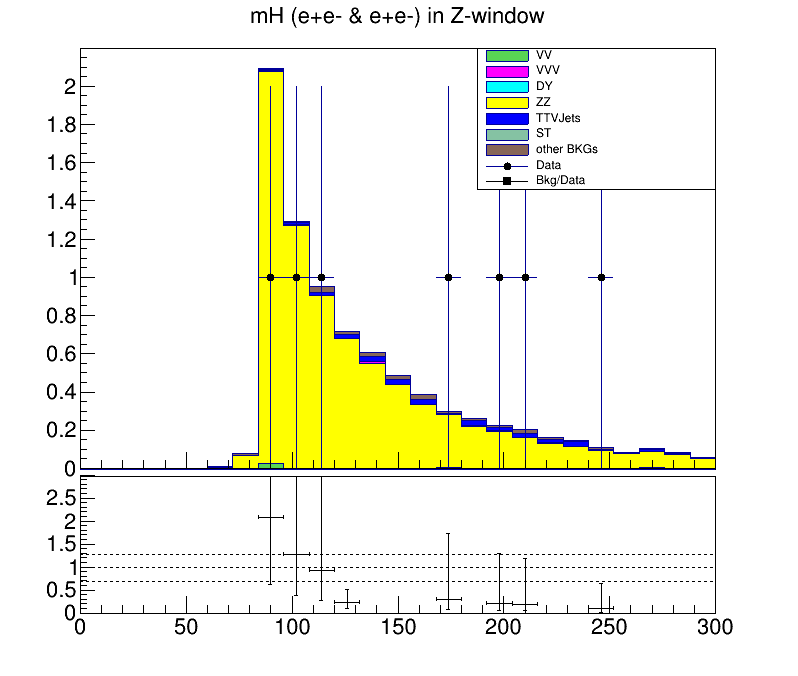 mH (e+e- & e+e-) in Z-window
VV
VVV
DY
ZZ
TTVJets
ST
other BKGs
Data
Bkg/Data
2
1.8
1.6
1.4
1.2
1
0.8
0.6
0.4
0.2
0
2.5
2
1.5
1
0.5
0
0 50 100 150 200 250 300